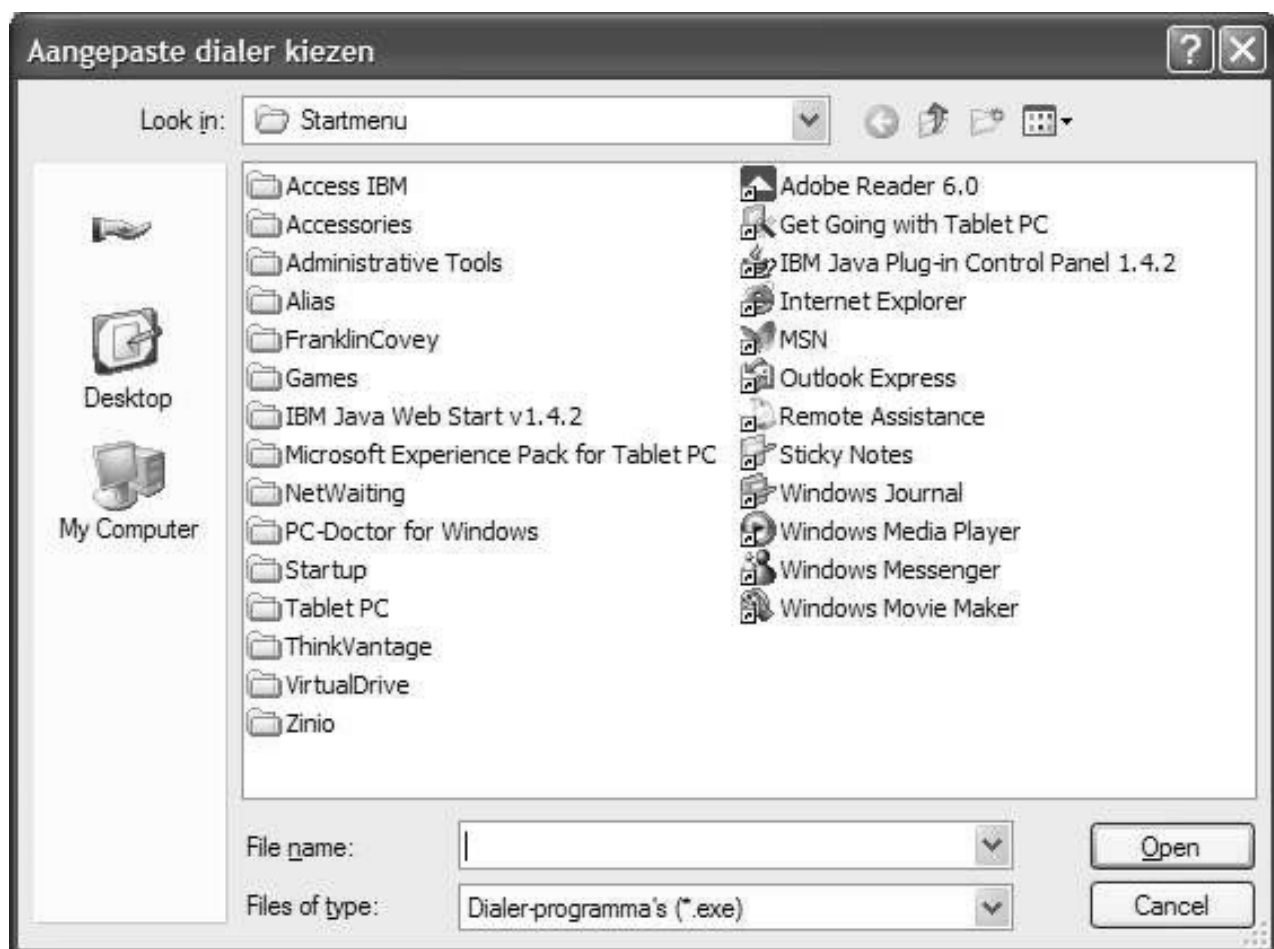 Aangepaste dialer kiezen
Look in:
Startmenu
Access IBM
Accessories
Administrative Tools
Alias
FranklinCovey
Games
IBM Java Web Start v1.4.2
Microsoft Experience Pack for Tablet PC
NetWaiting
PC-Doctor for Windows
Startup
Tablet PC
ThinkVantage
VirtualDrive
Zinio
Adobe Reader 6.0
Get Going with Tablet PC
IBM Java Plug-in Control Panel 1.4.2
Internet Explorer
MSN
Outlook Express
Remote Assistance
Sticky Notes
Windows Journal
Windows Media Player
Windows Messenger
Windows Movie Maker
Desktop
My Computer
File name:
Open
Files of type:
Dialer-programma's (*.exe)
Cancel